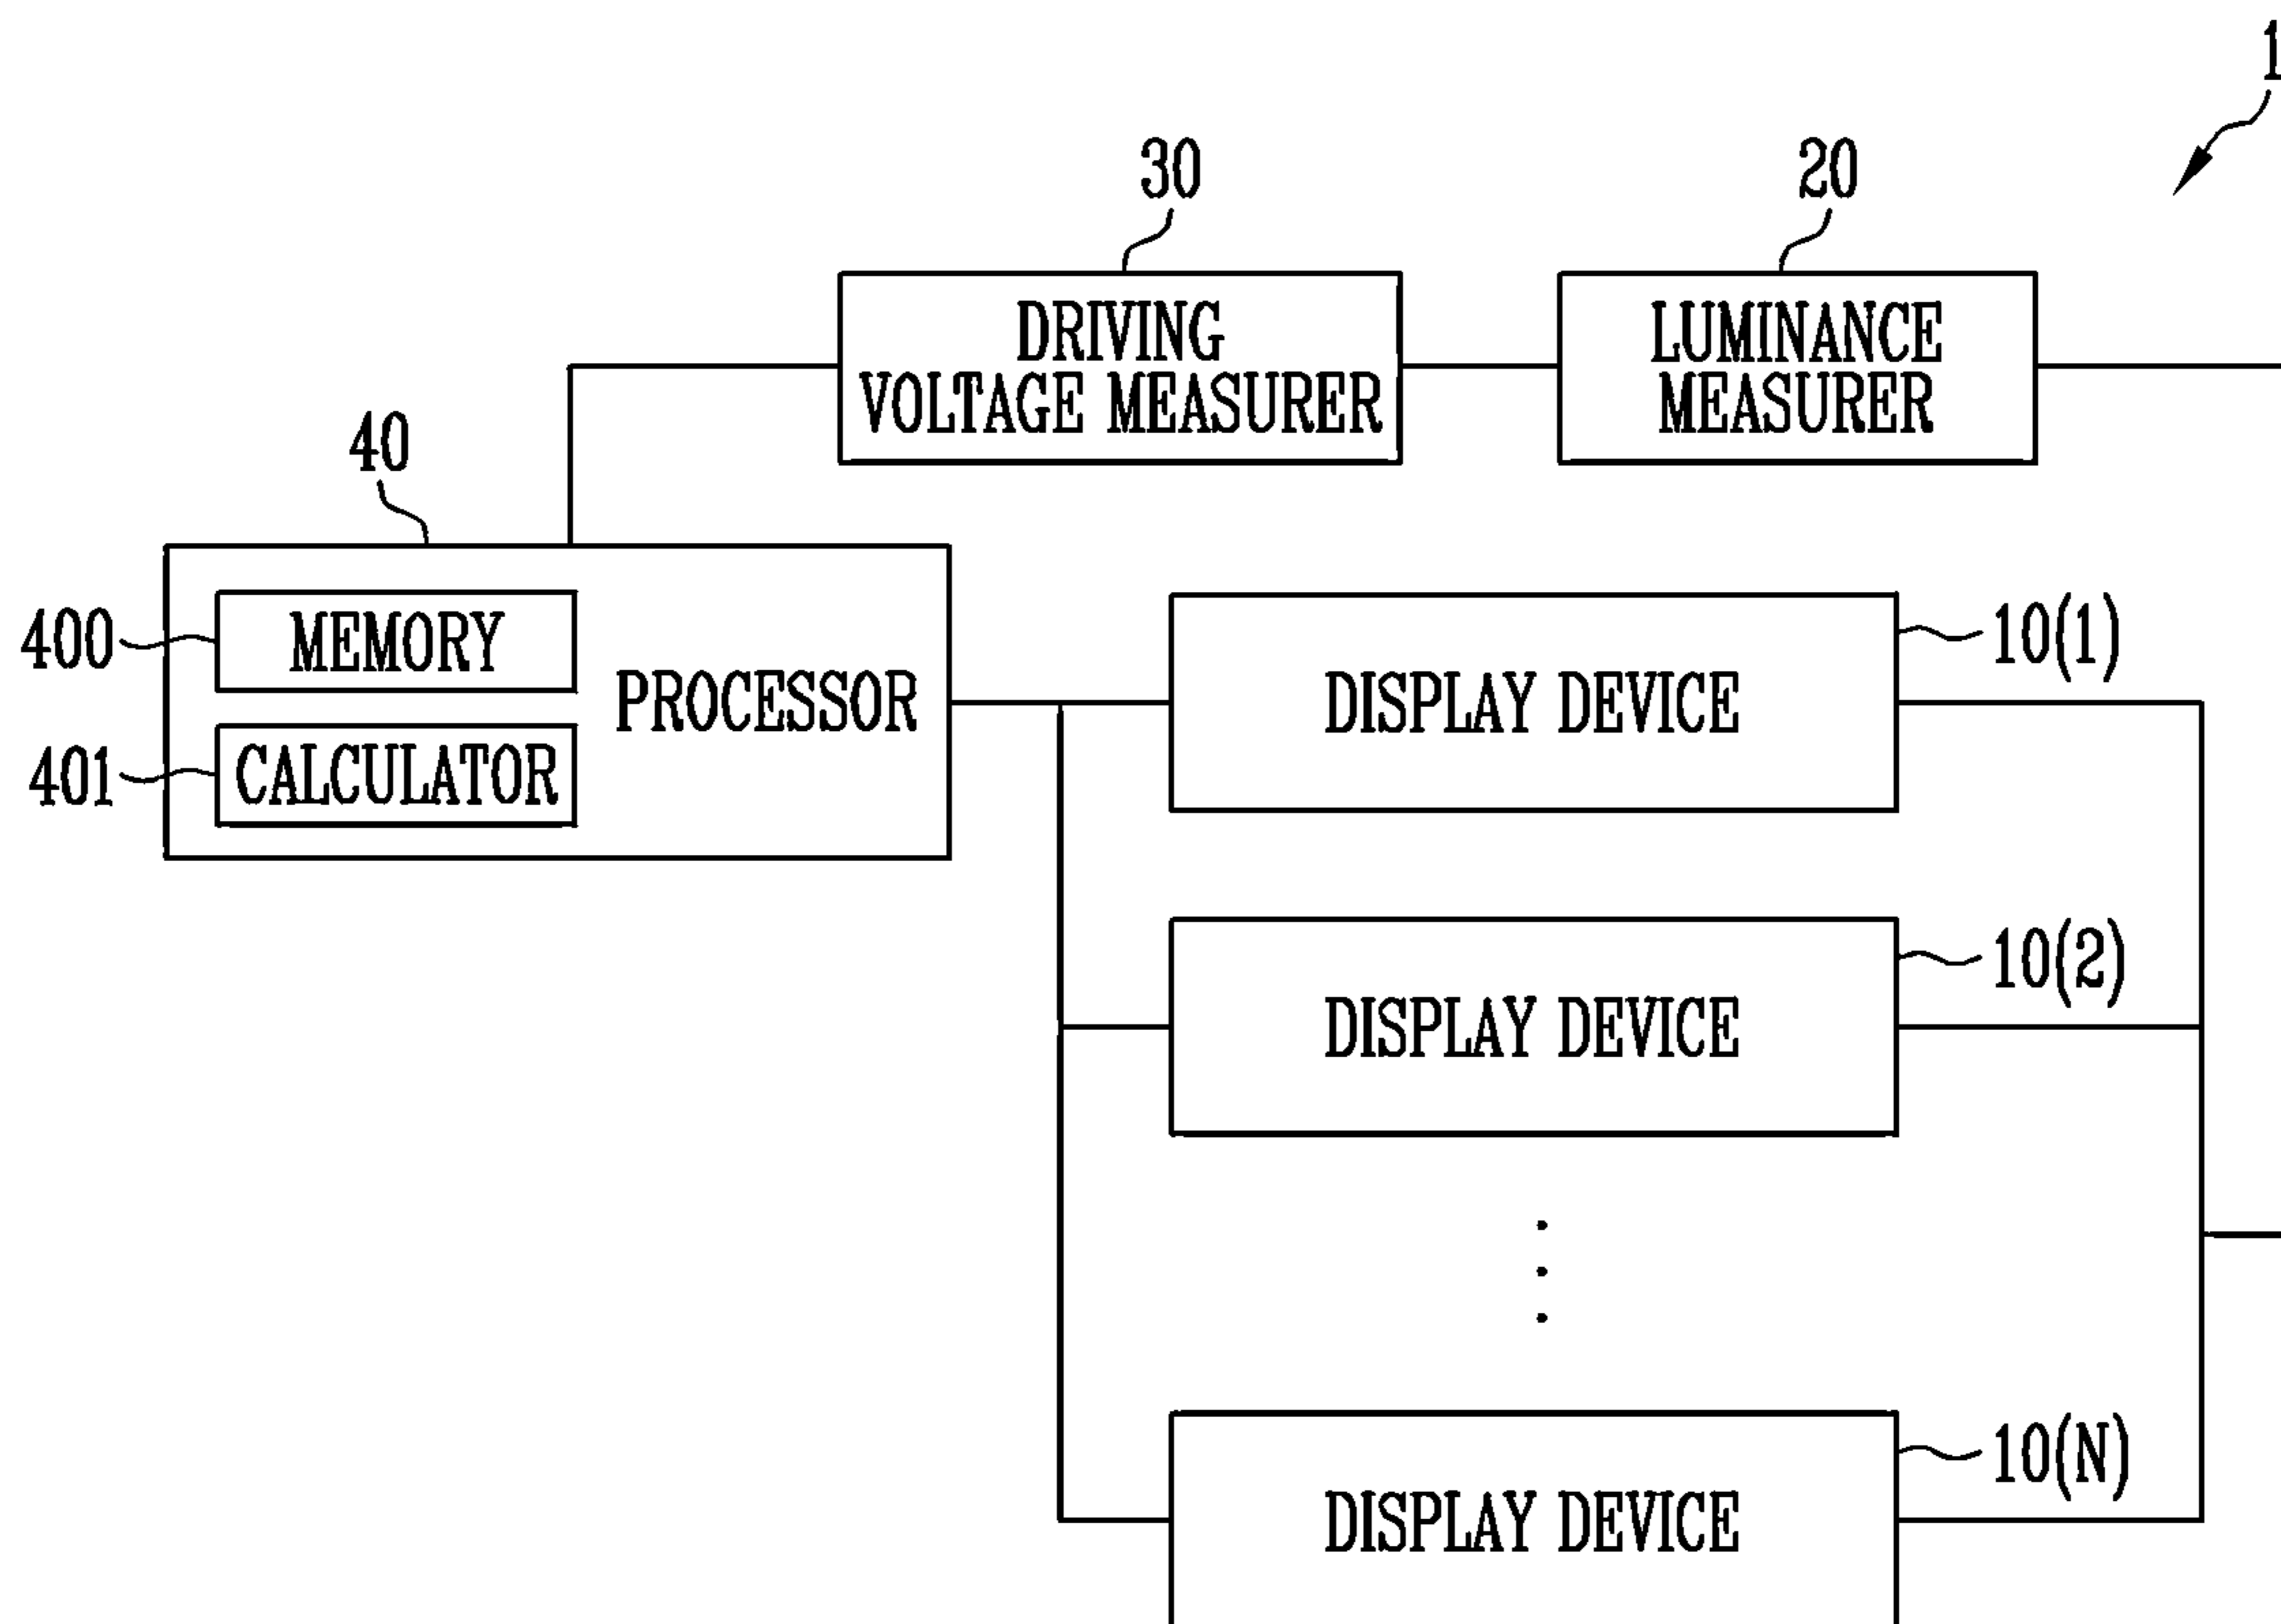 1
30
20
DRIVING
VOLTAGE MEASURER
LUMINANCE
MEASURER
40
400
MEMORY
PROCESSOR
401
CALCULATOR
10(1)
DISPLAY DEVICE
10(2)
DISPLAY DEVICE
10(N)
DISPLAY DEVICE